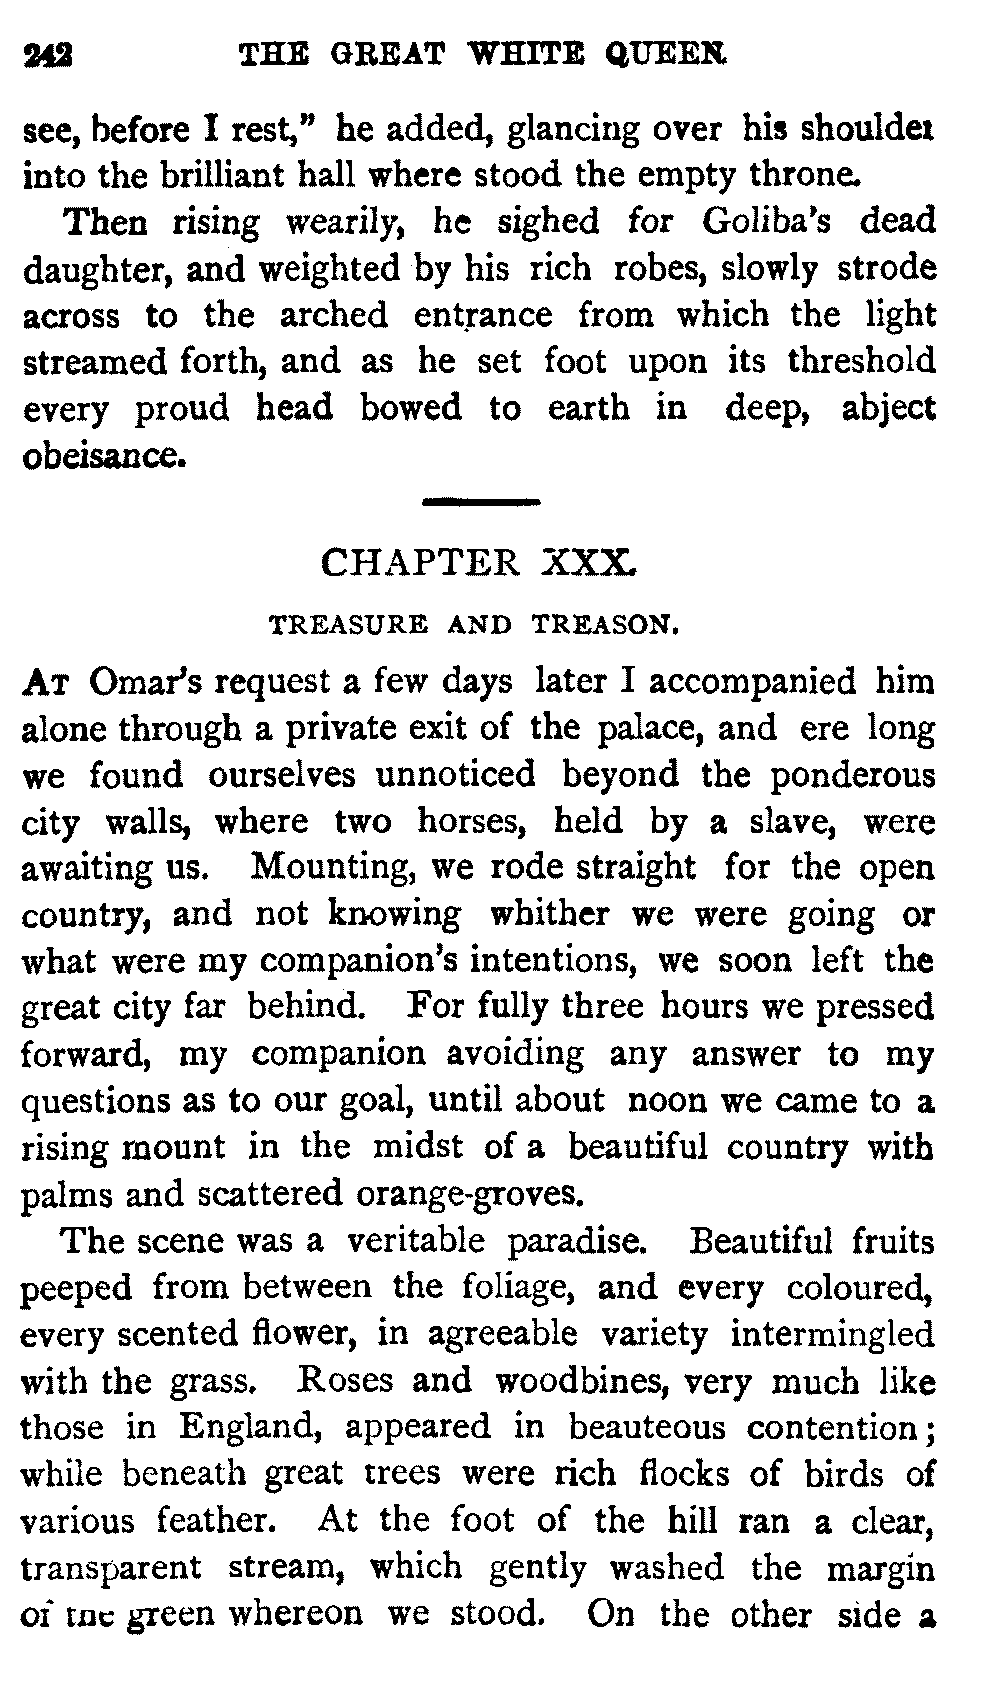 242 THE GREAT WHITE QUEEN.
see, before I rest," he added, glancing over his shoulder
into the brilliant hall where stood the empty throne.
Then rising wearily, he sighed for Goliba's dead
daughter, and weighted by his rich robes, slowly strode
across to the arched entrance from which the light
streamed forth, and as he set foot upon its threshold
every proud head bowed to earth in deep, abject
obeisance.
CHAPTER XXX.
TREASURE AND TREASON.
AT Omar's request a few days later I accompanied him
alone through a private exit of the palace, and ere long
we found ourselves unnoticed beyond the ponderous
city walls, where two horses, held by a slave, were
awaiting us. Mounting, we rode straight for the open
country, and not knowing whither we were going or
what were my companion's intentions, we soon left the
great city far behind. For fully three hours we pressed
forward, my companion avoiding any answer to my
questions as to our goal, until about noon we came to a
rising mount in the midst of a beautiful country with
palms and scattered orange-groves.
The scene was a veritable paradise. Beautiful fruits
peeped from between the foliage, and every coloured,
every scented flower, in agreeable variety intermingled
with the grass. Roses and woodbines, very much like
those in England, appeared in beauteous contention;
while beneath great trees were rich flocks of birds of
various feather. At the foot of the hill ran a clear,
transparent stream, which gently washed the margin
of the green whereon we stood. On the other side a